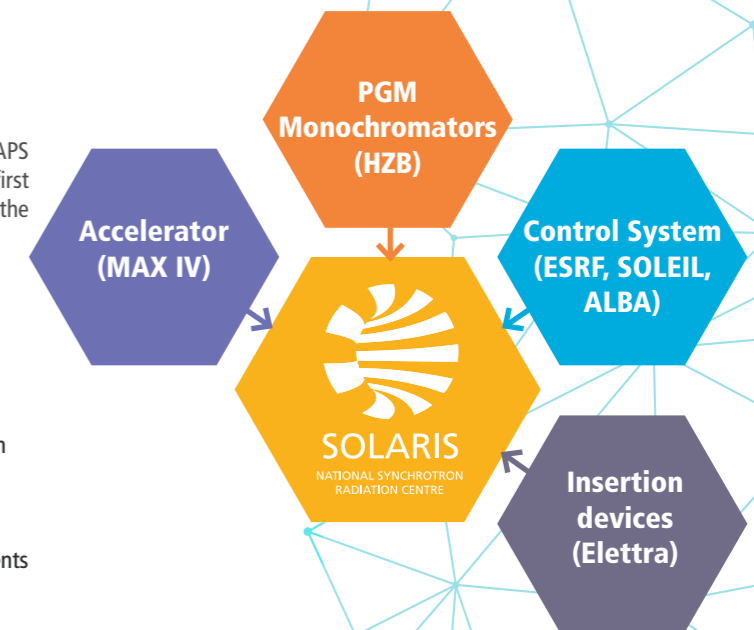 APS
first
the
n
nts
PGM
Monochromators
(HZB)
Accelerator
(MAX IV)
Control System
(ESRF, SOLEIL,
ALBA)
SOLARIS
NATIONAL SYNCHROTRON
RADIATION CENTRE
Insertion
devices
(Elettra)